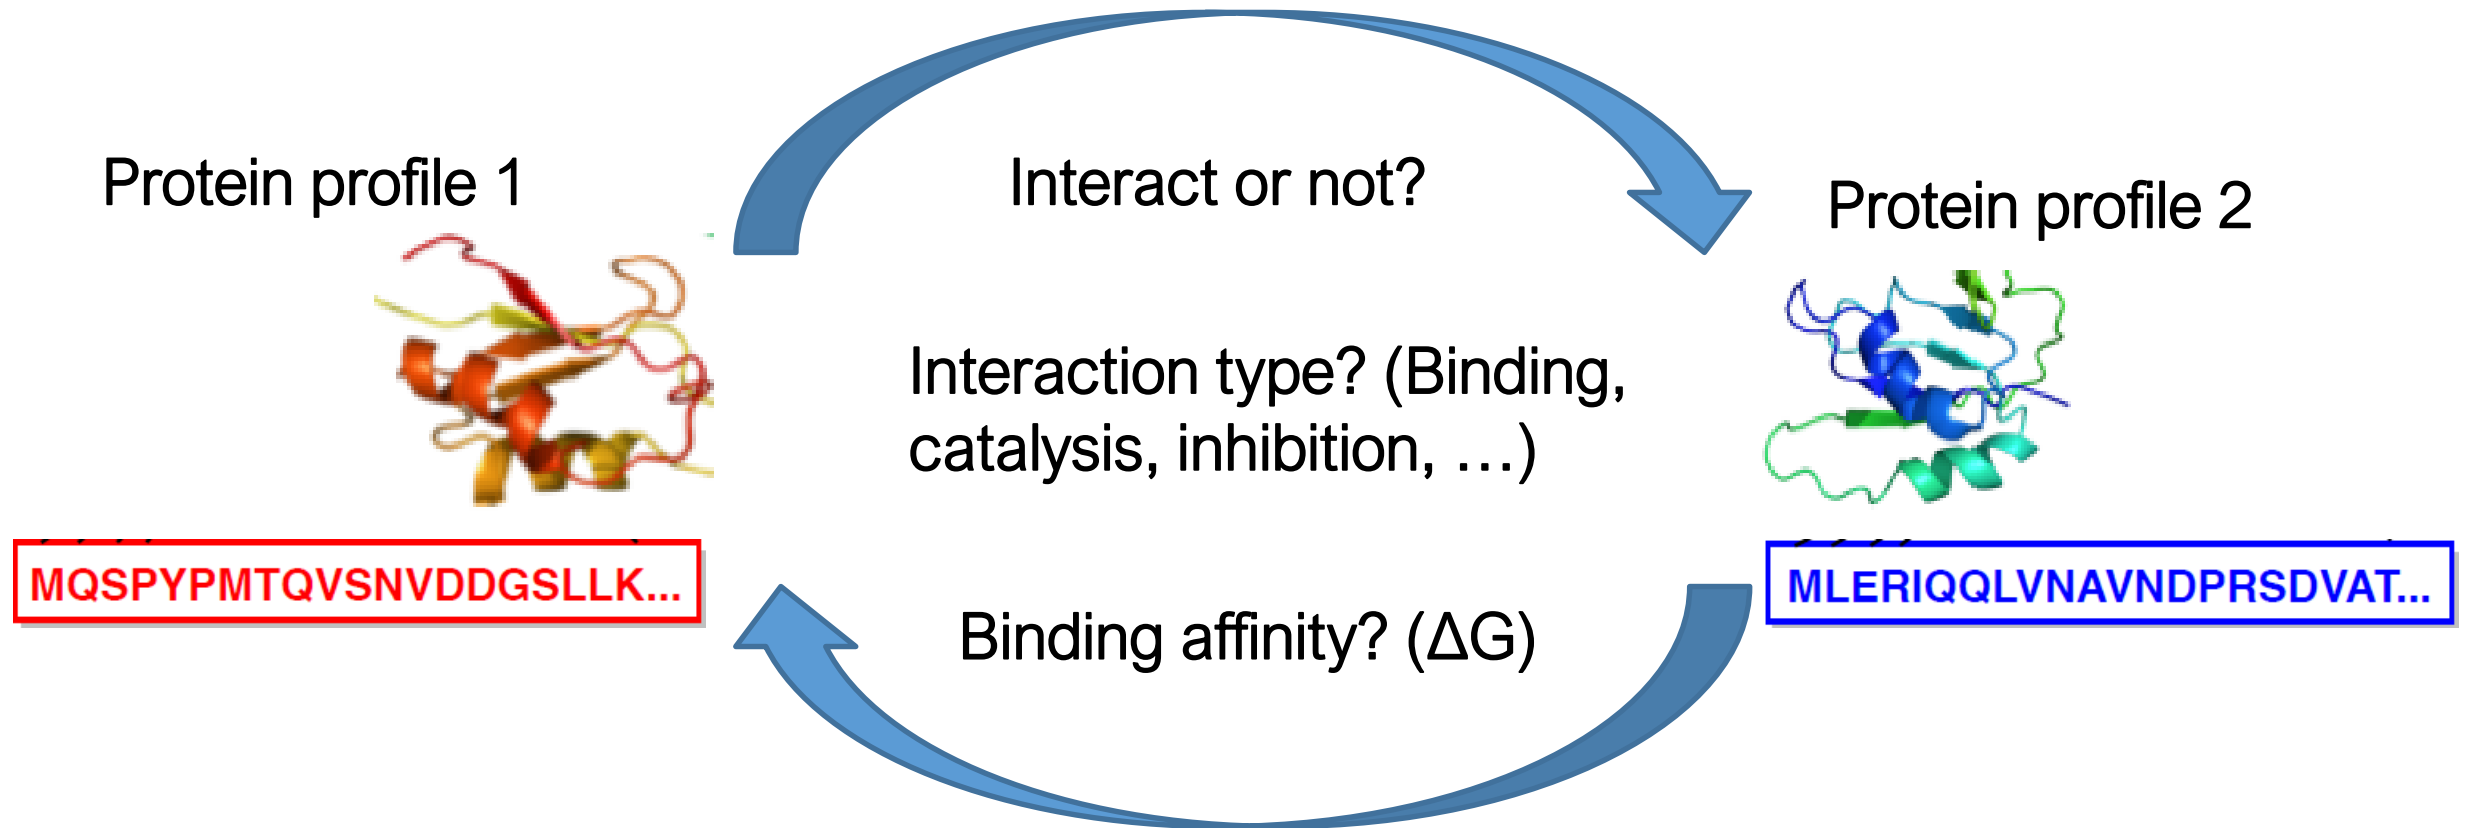 Protein profile 1
Interact or not?
Protein profile 2
Interaction type? (Binding,
catalysis, inhibition, …)
MQSPYPMTQVSNVDDGSLLK...
MLERIQQLVNAVNDPRSDVAT...
Binding affinity? (ΔG)